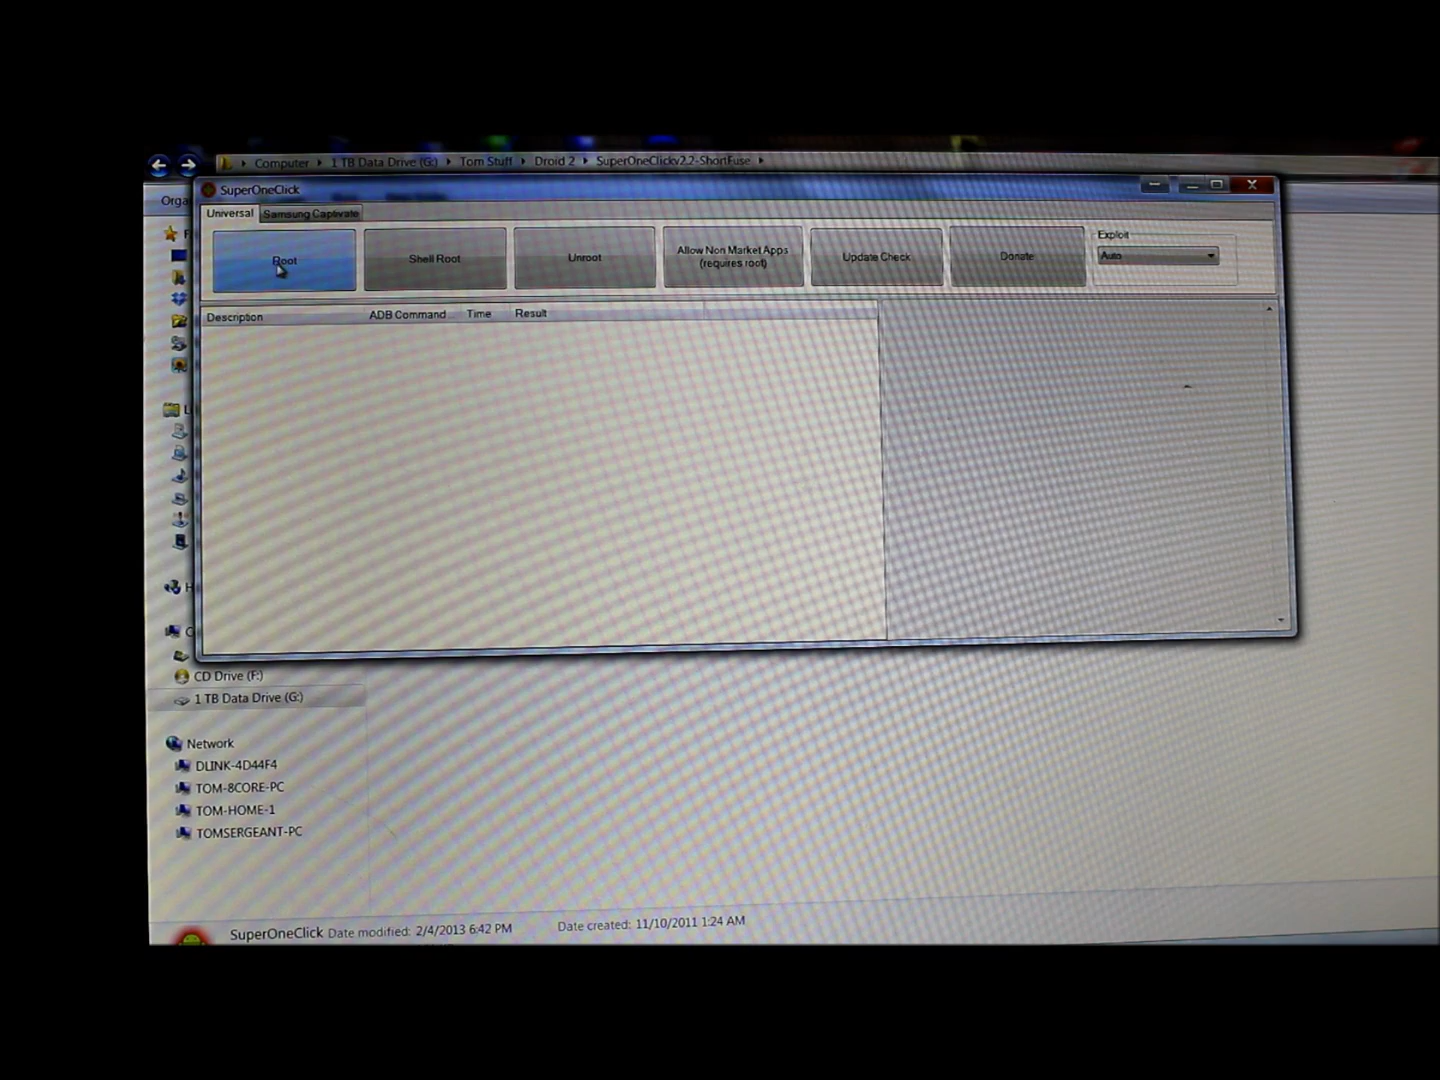 Computer 1 TB Data Drive (G:) Tom Stuff Droid 2 SuperOneClickv2.2-ShortFuse
Orga
SuperOneClick
Universal Samsung Captivate
Root
Shell Root
Unroot
Allow Non Market Apps
(requires root)
Update Check
Donate
Exploit
Auto
Description ADB Command Time Result
F
L
H
C
CD Drive (F:)
1 TB Data Drive (G:)
Network
DLINK-4D44F4
TOM-8CORE-PC
TOM-HOME-1
TOMSERGEANT-PC
SuperOneClick Date modified: 2/4/2013 6:42 PM Date created: 11/10/2011 1:24 AM